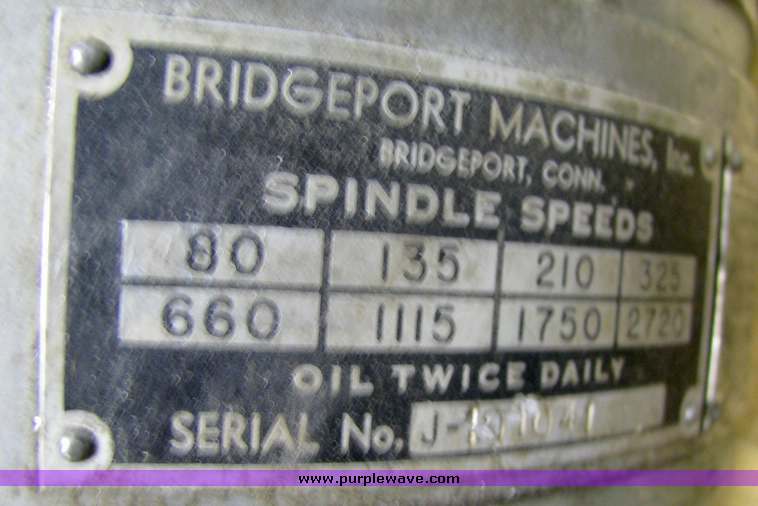 BRIDGEPORT MACHINES, Inc.
BRIDGEPORT, CONN.
SPINDLE SPEEDS
80 135 210 325
660 1115 1750 2720
OIL TWICE DAILY
SERIAL No.
www.purplewave.com